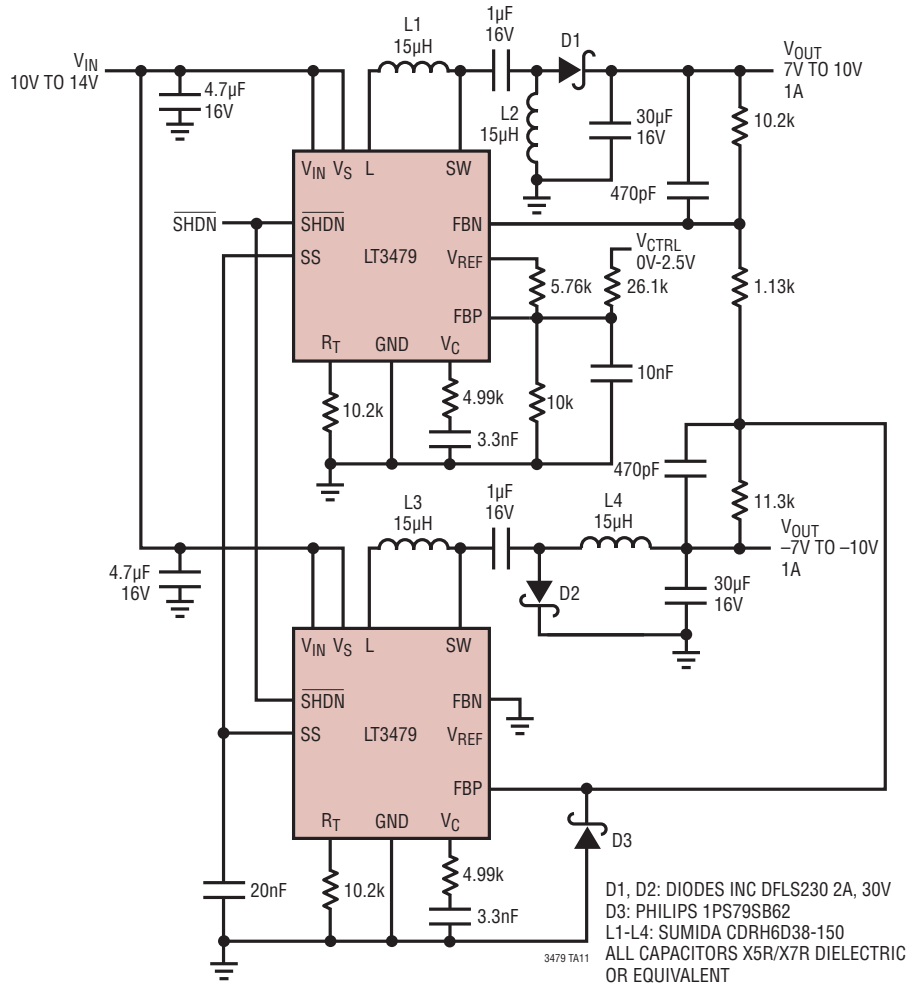 VIN
10V TO 14V
4.7µF
16V
L1
15µH
1µF
16V
D1
L2
15µH
30µF
16V
VOUT
7V TO 10V
1A
10.2k
470pF
VIN
VS
L
SW
SHDN
SHDN
SS
LT3479
FBN
VREF
FBP
RT
GND
VC
5.76k
VCTRL
0V-2.5V
26.1k
1.13k
10nF
10k
10.2k
4.99k
3.3nF
470pF
11.3k
VOUT
–7V TO –10V
1A
4.7µF
16V
L3
15µH
1µF
16V
L4
15µH
D2
30µF
16V
VIN
VS
L
SW
SHDN
SS
LT3479
FBN
VREF
FBP
RT
GND
VC
D3
20nF
10.2k
4.99k
3.3nF
3479 TA11
D1, D2: DIODES INC DFLS230 2A, 30V
D3: PHILIPS 1PS79SB62
L1-L4: SUMIDA CDRH6D38-150
ALL CAPACITORS X5R/X7R DIELECTRIC
OR EQUIVALENT